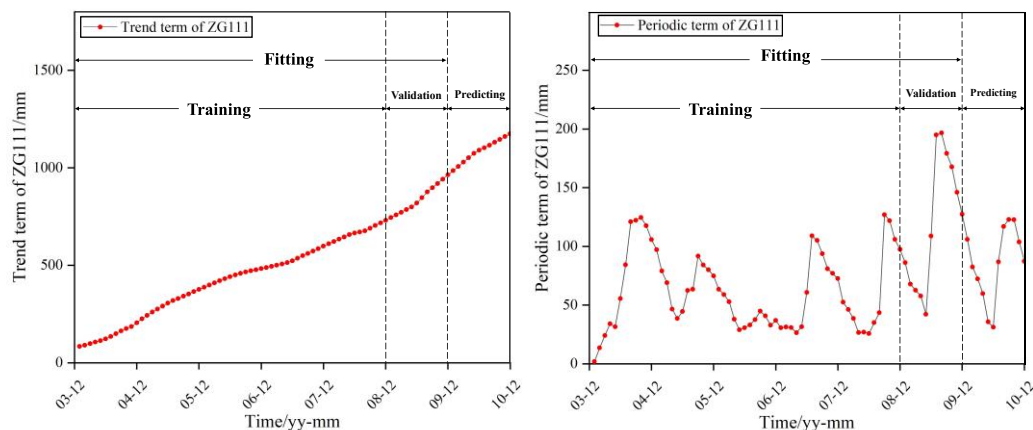 Trend term of ZG111
Fitting
Training
Validation
Predicting
1500
1000
500
0
Trend term of ZG111/mm
03-12
04-12
05-12
06-12
07-12
08-12
09-12
10-12
Time/yy-mm
Periodic term of ZG111
Fitting
Training
Validation
Predicting
250
200
150
100
50
0
Periodic term of ZG111/mm
03-12
04-12
05-12
06-12
07-12
08-12
09-12
10-12
Time/yy-mm